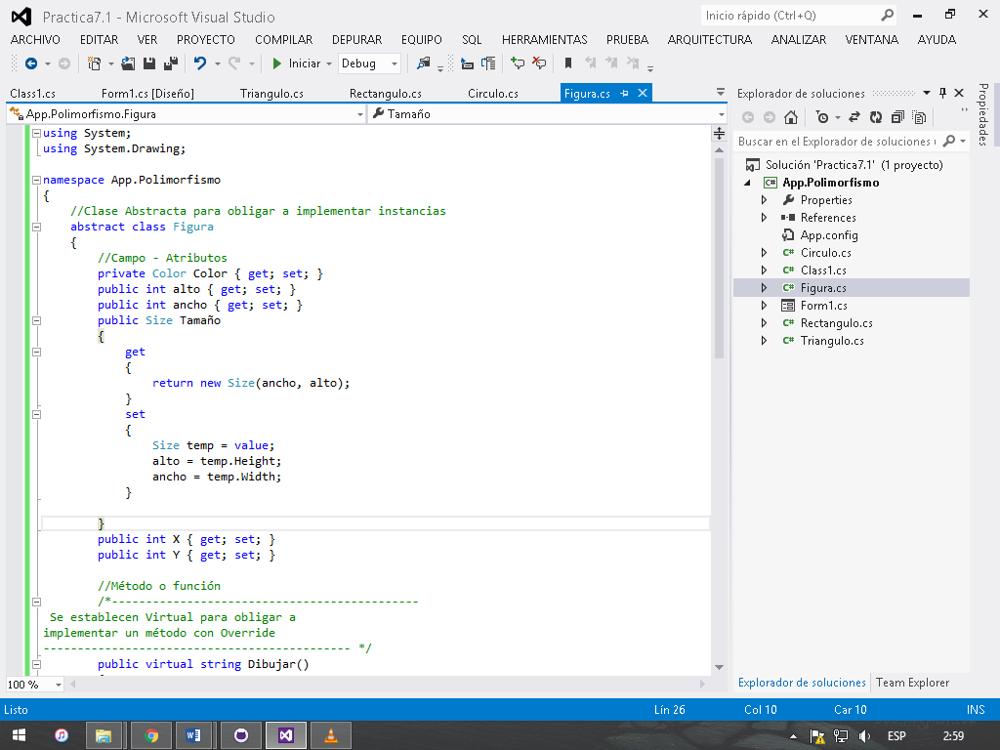 Practica7.1 - Microsoft Visual Studio
Inicio rápido (Ctrl+Q)
ARCHIVO EDITAR VER PROYECTO COMPILAR DEPURAR EQUIPO SQL HERRAMIENTAS PRUEBA ARQUITECTURA ANALIZAR VENTANA AYUDA
Iniciar Debug
Class1.cs Form1.cs [Diseño] Triangulo.cs Rectangulo.cs Circulo.cs Figura.cs
App.Polimorfismo.Figura Tamaño
using System;
using System.Drawing;
namespace App.Polimorfismo
{
//Clase Abstracta para obligar a implementar instancias
abstract class Figura
{
//Campo - Atributos
private Color Color { get; set; }
public int alto { get; set; }
public int ancho { get; set; }
public Size Tamaño
{
get
{
return new Size(ancho, alto);
}
set
{
Size temp = value;
alto = temp.Height;
ancho = temp.Width;
}
}
public int X { get; set; }
public int Y { get; set; }
//Método o función
/*---------------------------------------------
Se establecen Virtual para obligar a
implementar un método con Override
--------------------------------------------- */
public virtual string Dibujar()
100 %
Explorador de soluciones
Buscar en el Explorador de soluciones
Solución 'Practica7.1' (1 proyecto)
C# App.Polimorfismo
Properties
References
App.config
C# Circulo.cs
C# Class1.cs
C# Figura.cs
Form1.cs
C# Rectangulo.cs
C# Triangulo.cs
Explorador de soluciones Team Explorer
Propiedades
Listo Lín 26 Col 10 Car 10 INS
ESP 2:59